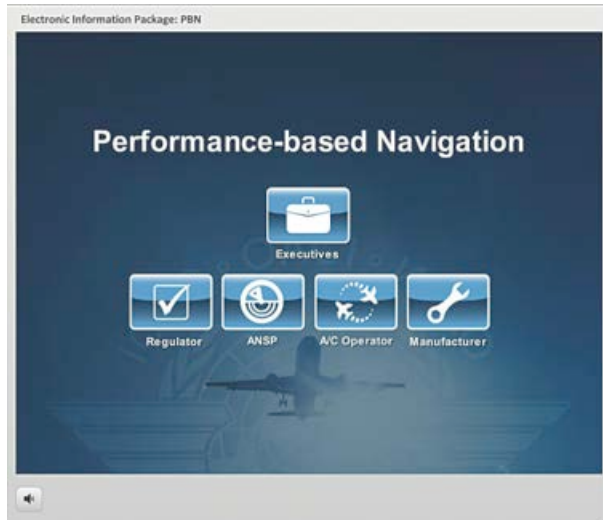 Electronic Information Package: PBN
Performance-based Navigation
Executives
Regulator ANSP A/C Operator Manufacturer